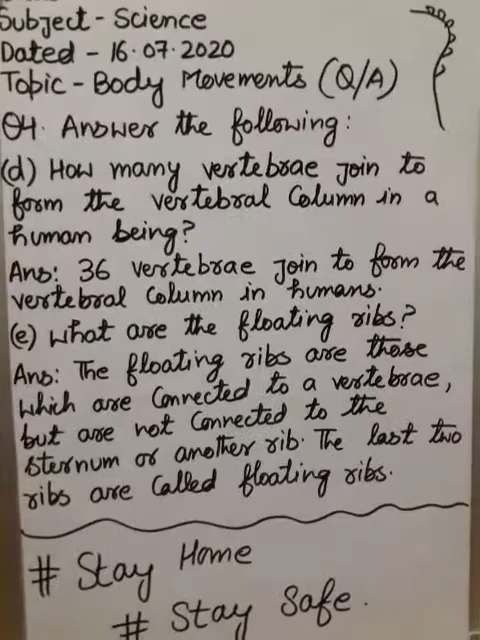 Subject - Science
Dated - 16.07.2020
Topic - Body Movements (Q/A)
Q4. Answer the following:
(d) How many vertebrae join to
form the vertebral Column in a
human being?
Ans: 36 vertebrae join to form the
vertebral Column in humans.
(e) What are the floating ribs?
Ans: The floating ribs are those
which are Connected to a vertebrae,
but are not Connected to the
sternum or another rib. The last two
ribs are Called floating ribs.
# Stay Home
# Stay Safe.